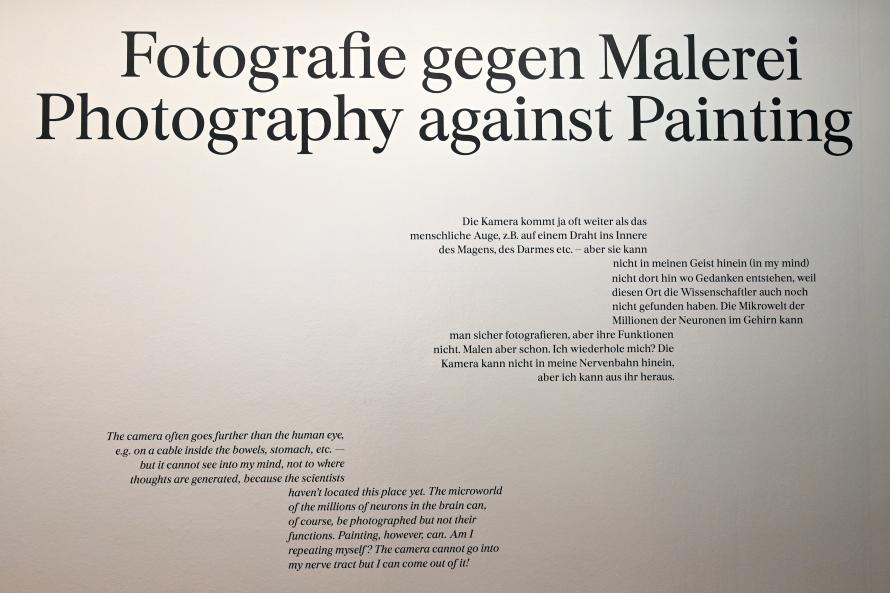 Fotografie gegen Malerei
Photography against Painting
Die Kamera kommt ja oft weiter als das
menschliche Auge, z.B. auf einem Draht ins Innere
des Magens, des Darmes etc. – aber sie kann
nicht in meinen Geist hinein (in my mind)
nicht dort hin wo Gedanken entstehen, weil
diesen Ort die Wissenschaftler auch noch
nicht gefunden haben. Die Mikrowelt der
Millionen der Neuronen im Gehirn kann
man sicher fotografieren, aber ihre Funktionen
nicht. Malen aber schon. Ich wiederhole mich? Die
Kamera kann nicht in meine Nervenbahn hinein,
aber ich kann aus ihr heraus.
The camera often goes further than the human eye,
e.g. on a cable inside the bowels, stomach, etc. —
but it cannot see into my mind, not to where
thoughts are generated, because the scientists
haven't located this place yet. The microworld
of the millions of neurons in the brain can,
of course, be photographed but not their
functions. Painting, however, can. Am I
repeating myself? The camera cannot go into
my nerve tract but I can come out of it!